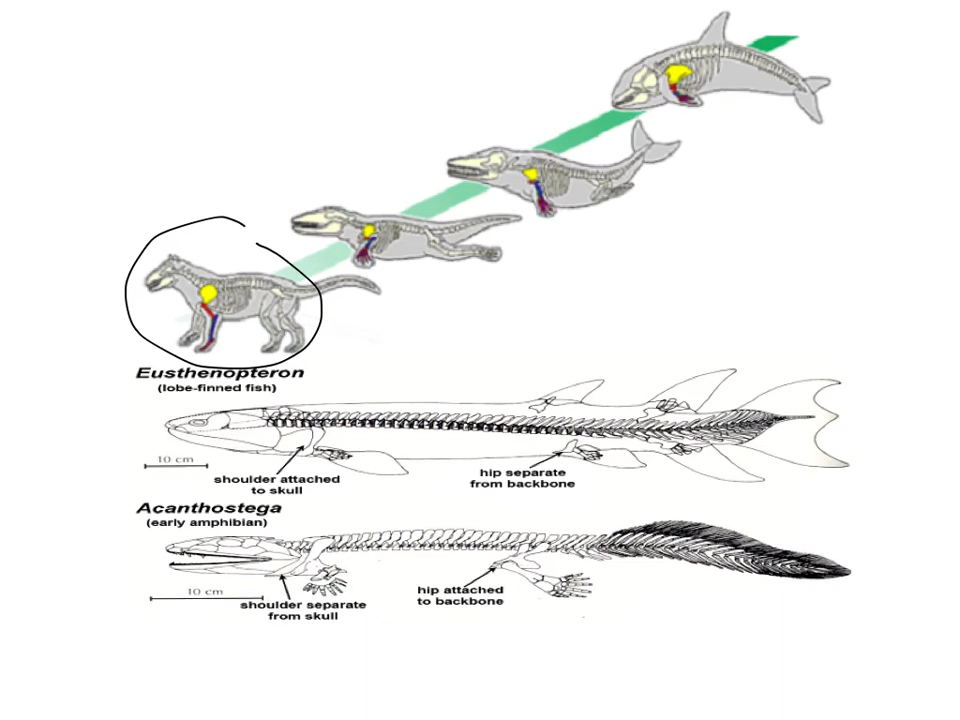 Eusthenopteron
(lobe-finned fish)
10 cm
shoulder attached
to skull
hip separate
from backbone
Acanthostega
(early amphibian)
10 cm
shoulder separate
from skull
hip attached
to backbone